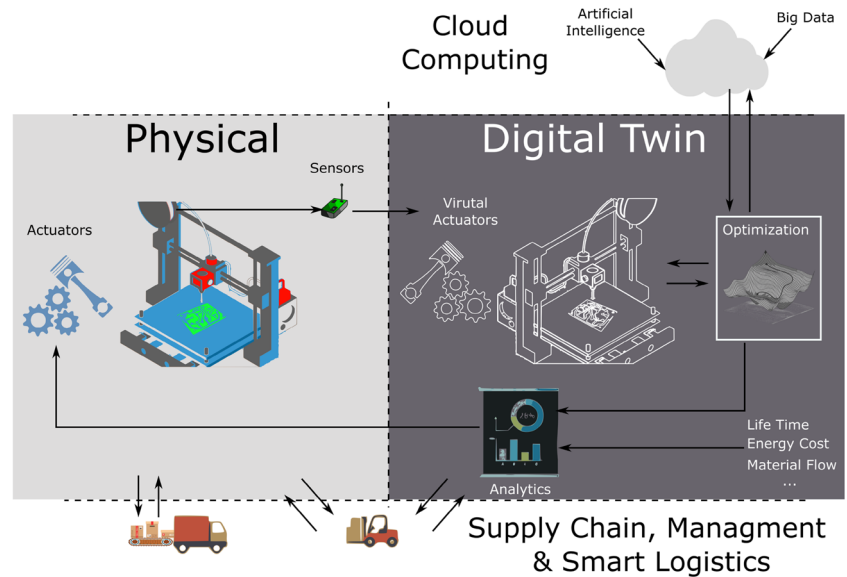 Cloud
Computing
Artificial
Intelligence
Big Data
Physical
Digital Twin
Sensors
Actuators
Virutal
Actuators
Optimization
Life Time
Energy Cost
Material Flow
...
Analytics
Supply Chain, Managment
& Smart Logistics